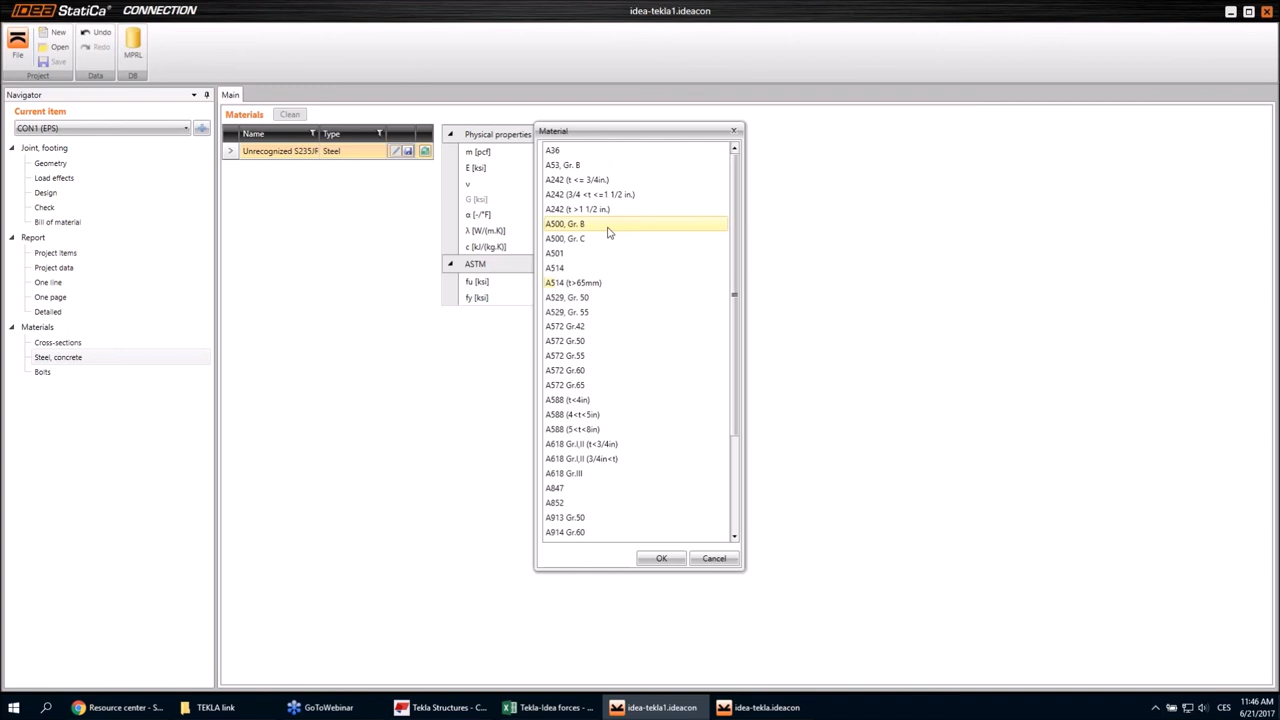 IDEA StatiCa CONNECTION
idea-tekla1.ideacon
File
New
Open
Save
Undo
Redo
MPRL
Project
Data
DB
Navigator
Current item
CON1 (EPS)
Joint, footing
Geometry
Load effects
Design
Check
Bill of material
Report
Project items
Project data
One line
One page
Detailed
Materials
Cross-sections
Steel, concrete
Bolts
Main
Materials
Clean
Name
Type
Unrecognized S235JR
Steel
Physical properties
m [pcf]
E [ksi]
ν
G [ksi]
α [-/°F]
λ [W/(m.K)]
c [kJ/(kg.K)]
ASTM
fu [ksi]
fy [ksi]
Material
A36
A53, Gr. B
A242 (t <= 3/4in.)
A242 (3/4 <t <=1 1/2 in.)
A242 (t >1 1/2 in.)
A500, Gr. B
A500, Gr. C
A501
A514
A514 (t>65mm)
A529, Gr. 50
A529, Gr. 55
A572 Gr.42
A572 Gr.50
A572 Gr.55
A572 Gr.60
A572 Gr.65
A588 (t<4in)
A588 (4<t<5in)
A588 (5<t<8in)
A618 Gr.I,II (t<3/4in)
A618 Gr.I,II (3/4in<t)
A618 Gr.III
A847
A852
A913 Gr.50
A914 Gr.60
OK
Cancel
Resource center - S...
TEKLA link
GoToWebinar
Tekla Structures - C...
Tekla-Idea forces - ...
idea-tekla1.ideacon
idea-tekla.ideacon
CES
11:46 AM
6/21/2017